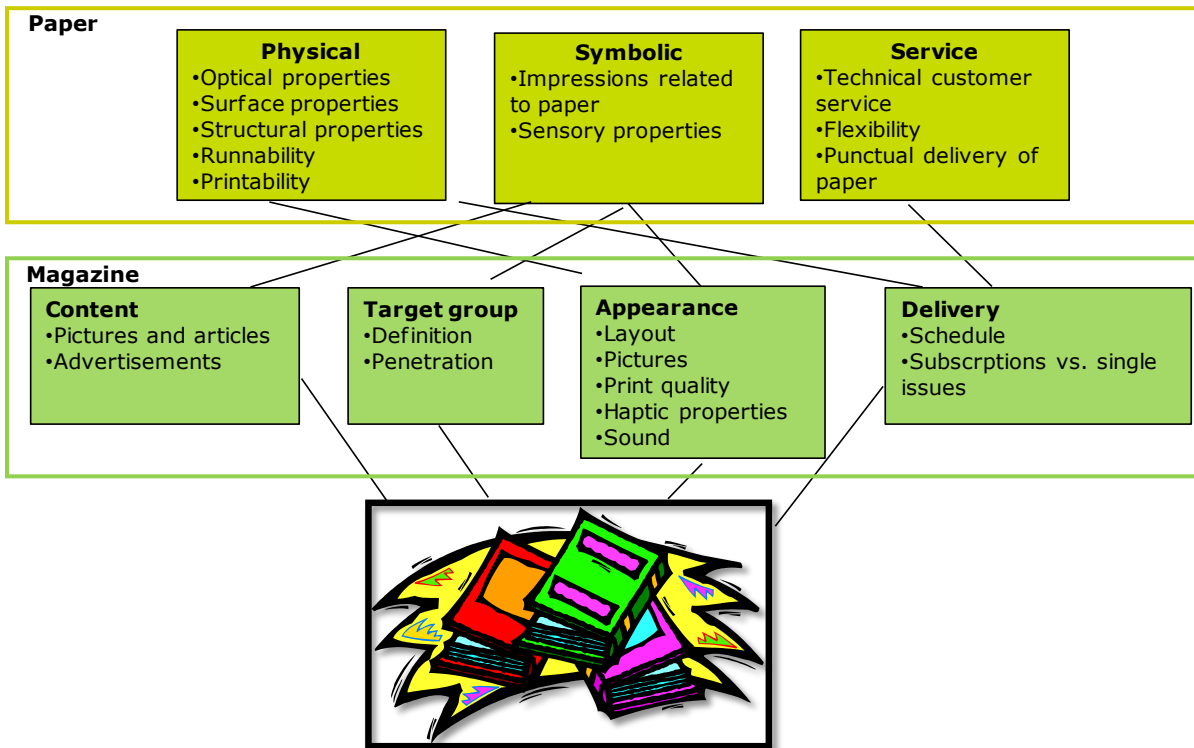 Paper
Physical
•Optical properties
•Surface properties
•Structural properties
•Runnability
•Printability
Symbolic
•Impressions related
to paper
•Sensory properties
Service
•Technical customer
service
•Flexibility
•Punctual delivery of
paper
Magazine
Content
•Pictures and articles
•Advertisements
Target group
•Definition
•Penetration
Appearance
•Layout
•Pictures
•Print quality
•Haptic properties
•Sound
Delivery
•Schedule
•Subscrptions vs. single
issues